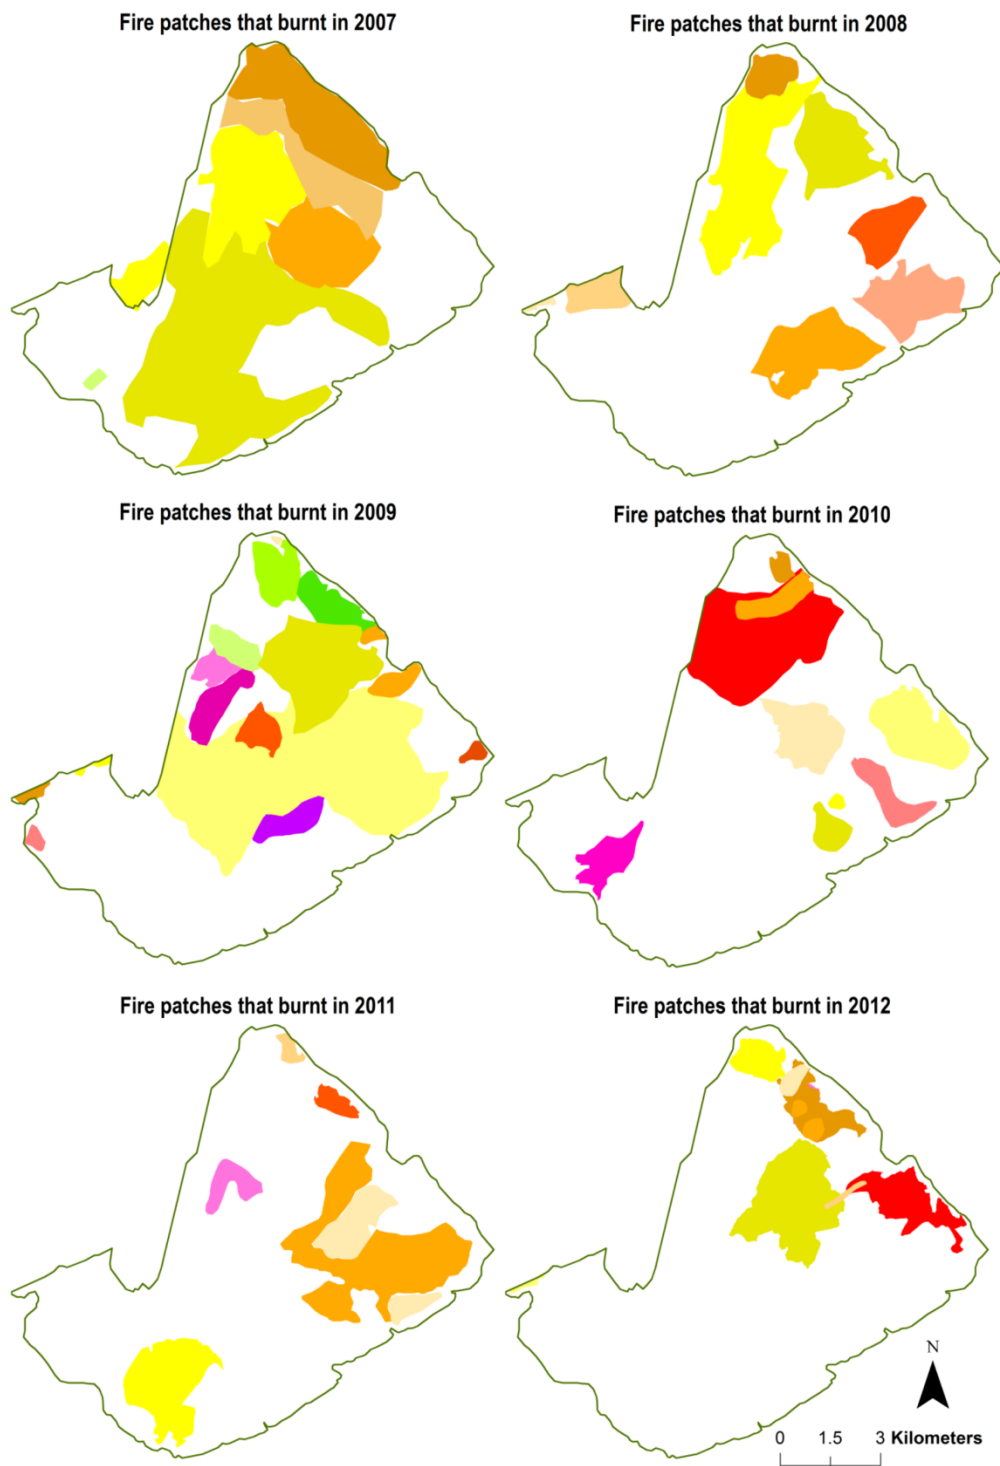 Fire patches that burnt in 2007
Fire patches that burnt in 2008
Fire patches that burnt in 2009
Fire patches that burnt in 2010
Fire patches that burnt in 2011
Fire patches that burnt in 2012
N
0 1.5 3 Kilometers